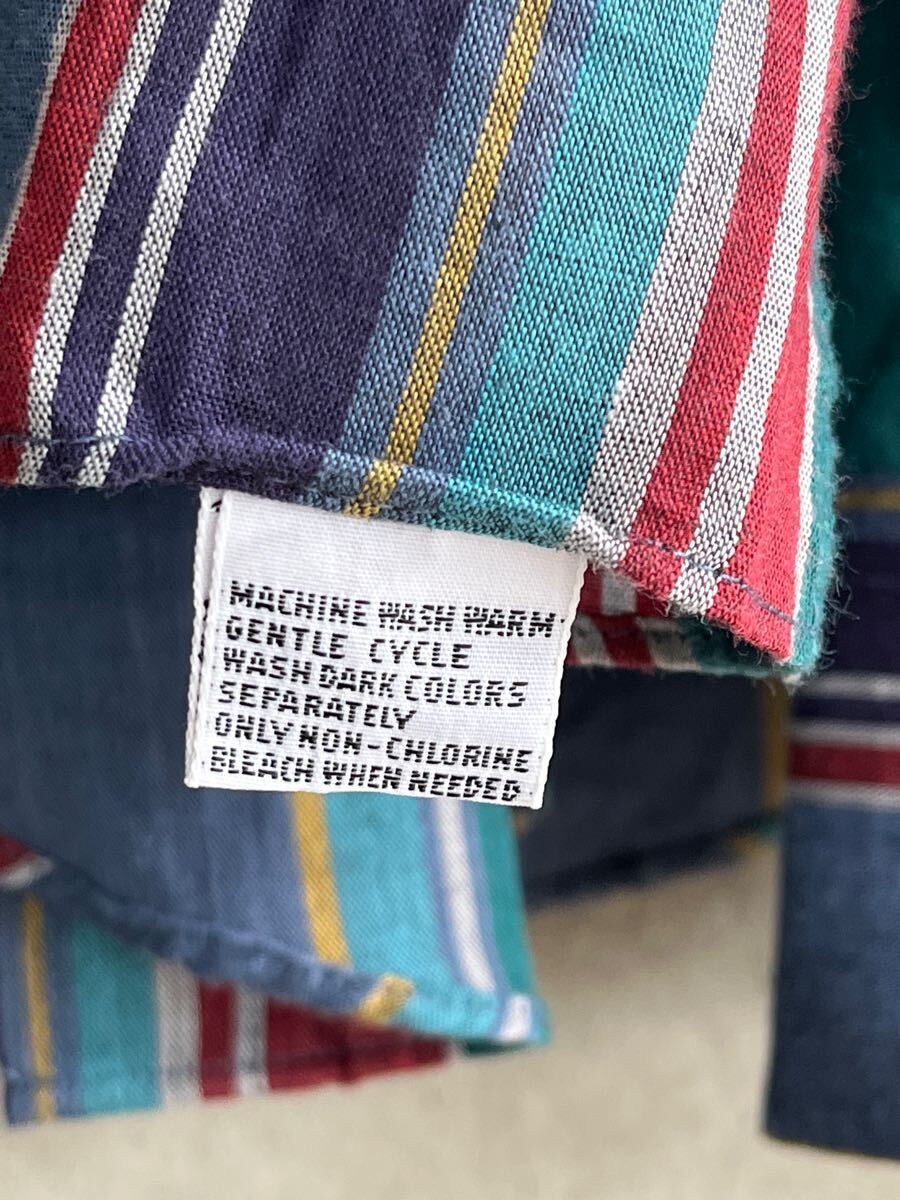 MACHINE WASH WARM
GENTLE CYCLE
WASH DARK COLORS
SEPARATELY
ONLY NON-CHLORINE
BLEACH WHEN NEEDED